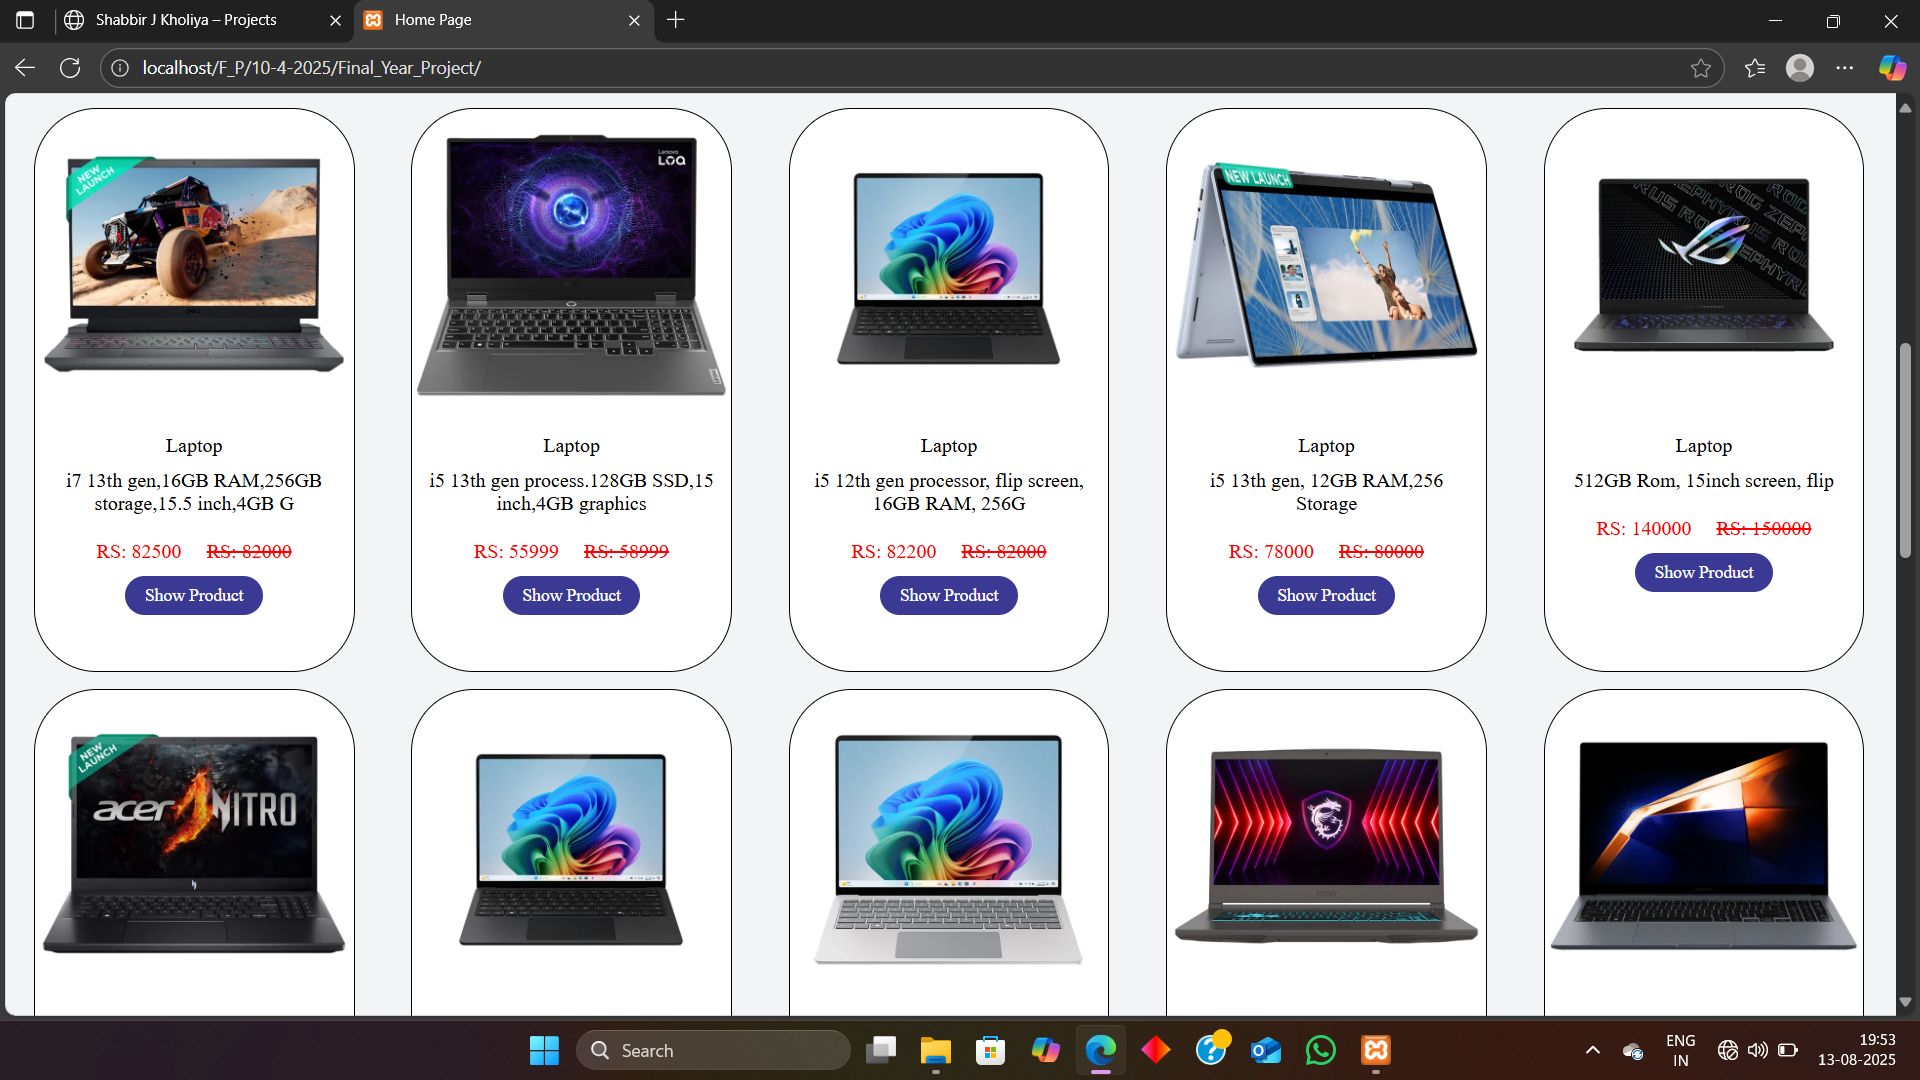 Shabbir J Kholiya – Projects
Home Page
localhost/F_P/10-4-2025/Final_Year_Project/
NEW LAUNCH
Lenovo
LOQ
NEW LAUNCH
Laptop
i7 13th gen,16GB RAM,256GB
storage,15.5 inch,4GB G
RS: 82500 RS: 82000
Show Product
Laptop
i5 13th gen process.128GB SSD,15
inch,4GB graphics
RS: 55999 RS: 58999
Show Product
Laptop
i5 12th gen processor, flip screen,
16GB RAM, 256G
RS: 82200 RS: 82000
Show Product
Laptop
i5 13th gen, 12GB RAM,256
Storage
RS: 78000 RS: 80000
Show Product
Laptop
512GB Rom, 15inch screen, flip
RS: 140000 RS: 150000
Show Product
NEW LAUNCH
acer NITRO
Search
ENG
IN
19:53
13-08-2025